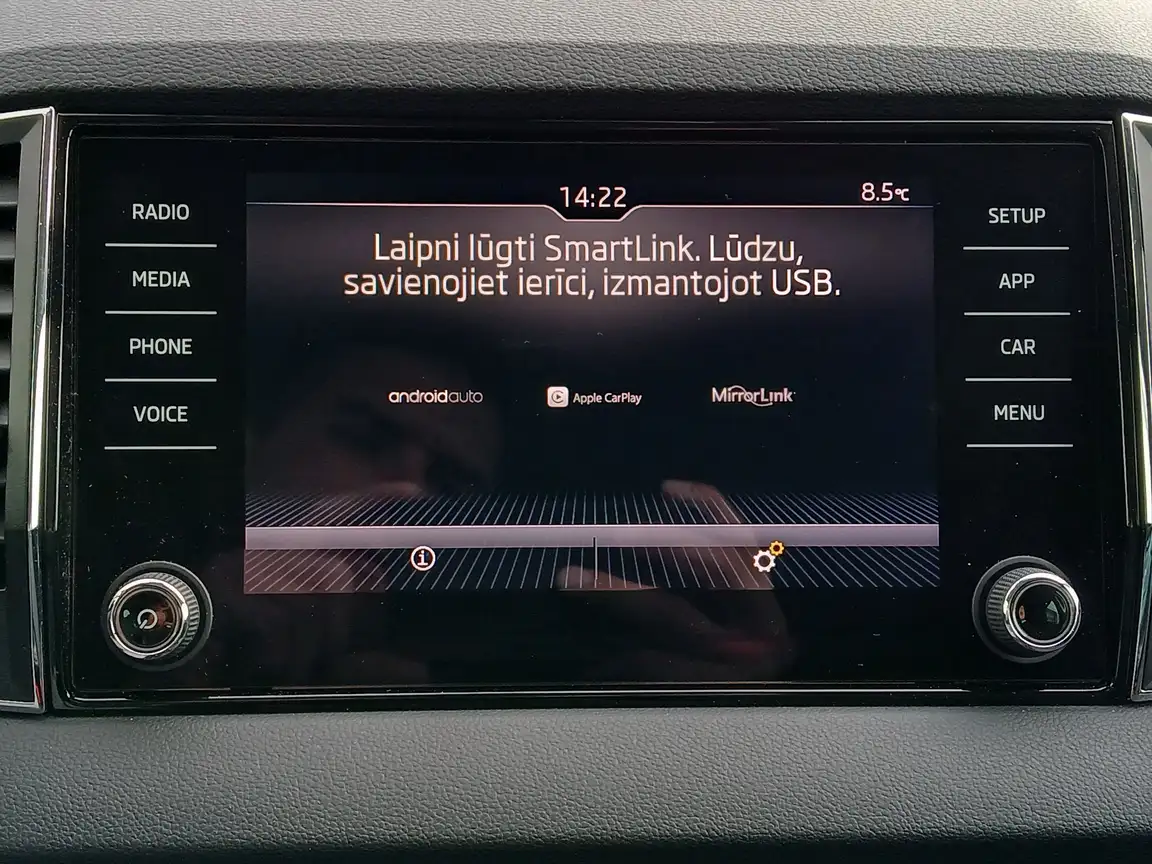 14:22
8.5°C
RADIO
MEDIA
PHONE
VOICE
Laipni lūgti SmartLink. Lūdzu,
savienojiet ierīci, izmantojot USB.
androidauto
Apple CarPlay
MirrorLink
SETUP
APP
CAR
MENU